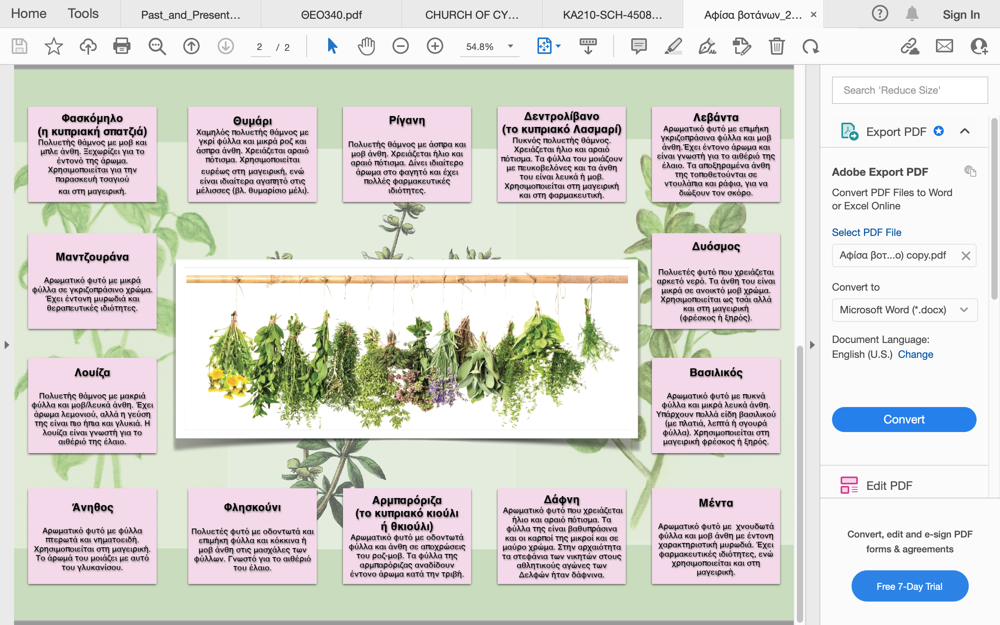 Home
Tools
Past_and_Present...
ΘΕΟ340.pdf
CHURCH OF CY...
KA210-SCH-4508...
Αφίσα βοτάνων_2...
Sign In
2 / 2
54.8%
Φασκόμηλο
(η κυπριακή σπατζιά)
Πολυετής θάμνος με μοβ και
μπλε άνθη. Ξεχωρίζει για το
έντονό της άρωμα.
Χρησιμοποιείται για την
παρασκευή τσαγιού
και στη μαγειρική.
Θυμάρι
Χαμηλός πολυετής θάμνος με
γκρί φύλλα και μικρά ροζ και
άσπρα άνθη. Χρειάζεται αραιό
πότισμα. Χρησιμοποιείται
ευρέως στη μαγειρική, ενώ
είναι ιδιαίτερα αγαπητό στις
μέλισσες (βλ. θυμαρίσιο μέλι).
Ρίγανη
Πολυετής θάμνος με άσπρα και
μοβ άνθη. Χρειάζεται ήλιο και
αραιό πότισμα. Δίνει ιδιαίτερο
άρωμα στο φαγητό και έχει
πολλές φαρμακευτικές
ιδιότητες.
Δεντρολίβανο
(το κυπριακό Λασμαρί)
Πυκνός πολυετής θάμνος.
Χρειάζεται ήλιο και αραιό
πότισμα. Τα φύλλα του μοιάζουν
με πευκοβελόνες και τα άνθη
του είναι λευκά ή μοβ.
Χρησιμοποιείται στη μαγειρική
και στη φαρμακευτική.
Λεβάντα
Αρωματικό φυτό με επιμήκη
γκριζοπράσινα φύλλα και μοβ
άνθη.Έχει έντονο άρωμα και
είναι γνωστή για το αιθέριό της
έλαιο. Τα αποξηραμένα άνθη
της τοποθετούνται σε
ντουλάπια και ράφια, για να
διώξουν τον σκόρο.
Μαντζουράνα
Αρωματικό φυτό με μικρά
φύλλα σε γκριζοπράσινο χρώμα.
Έχει έντονη μυρωδιά και
θεραπευτικές ιδιότητες.
Δυόσμος
Πολυετές φυτό που χρειάζεται
αρκετό νερό. Τα άνθη του είναι
μικρά σε ανοικτό μοβ χρώμα.
Χρησιμοποιείται ως τσάι αλλά
και στη μαγειρική
(φρέσκος ή ξηρός).
Λουίζα
Πολυετής θάμνος με μακριά
φύλλα και μοβ/λευκά άνθη. Έχει
άρωμα λεμονιού, αλλά η γεύση
της είναι πιο ήπια και γλυκιά. Η
λουίζα είναι γνωστή για το
αιθέριό της έλαιο.
Βασιλικός
Αρωματικό φυτό με πυκνά
φύλλα και μικρά λευκά άνθη.
Υπάρχουν πολλά είδη βασιλικού
(με πλατιά, λεπτά ή σγουρά
φύλλα). Χρησιμοποιείται στη
μαγειρική φρέσκος ή ξηρός.
Άνηθος
Αρωματικό φυτό με φύλλα
πτερωτά και νηματοειδή.
Χρησιμοποιείται στη μαγειρική.
Το άρωμά του μοιάζει με αυτό
του γλυκανίσου.
Φλησκούνι
Πολυετές φυτό με οδοντωτά και
επιμήκη φύλλα και κόκκινα ή
μοβ άνθη στις μασχάλες των
φύλλων. Γνωστό για το αιθέριό
του έλαιο.
Αρμπαρόριζα
(το κυπριακό κιούλι
ή θκιούλι)
Αρωματικό φυτό με οδοντωτά
φύλλα και άνθη σε αποχρώσεις
του ροζ-μοβ. Τα φύλλα της
αρμπαρόριζας αναδίδουν
έντονο άρωμα κατά την τριβή.
Δάφνη
Αρωματικό φυτό που χρειάζεται
ήλιο και αραιό πότισμα. Τα
φύλλα της είναι βαθυπράσινα
και οι καρποί της μικροί και σε
μαύρο χρώμα. Στην αρχαιότητα
τα στεφάνια των νικητών στους
αθλητικούς αγώνες των
Δελφών ήταν δάφνινα.
Μέντα
Αρωματικό φυτό με χνουδωτά
φύλλα και μοβ άνθη με έντονη
χαρακτηριστική μυρωδιά. Έχει
φαρμακευτικές ιδιότητες, ενώ
χρησιμοποιείται και στη
μαγειρική.
Search 'Reduce Size'
Export PDF
Adobe Export PDF
Convert PDF Files to Word
or Excel Online
Select PDF File
Αφίσα βοτ...ο) copy.pdf
Convert to
Microsoft Word (*.docx)
Document Language:
English (U.S.) Change
Convert
Edit PDF
Convert, edit and e-sign PDF
forms & agreements
Free 7-Day Trial